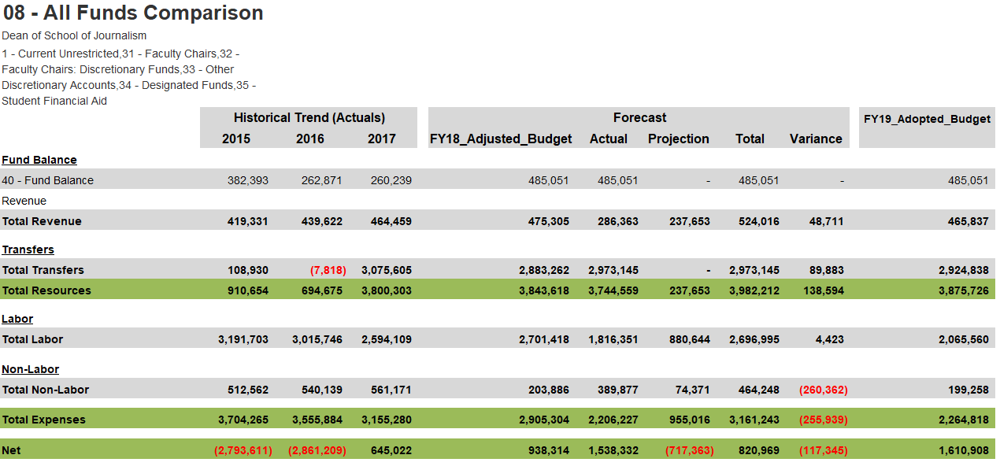 08 - All Funds Comparison
Dean of School of Journalism
1 - Current Unrestricted,31 - Faculty Chairs,32 -
Faculty Chairs: Discretionary Funds,33 - Other
Discretionary Accounts,34 - Designated Funds,35 -
Student Financial Aid
Historical Trend (Actuals) Forecast FY19_Adopted_Budget
2015 2016 2017 FY18_Adjusted_Budget Actual Projection Total Variance
Fund Balance
40 - Fund Balance 382,393 262,871 260,239 485,051 485,051 - 485,051 - 485,051
Revenue
Total Revenue 419,331 439,622 464,459 475,305 286,363 237,653 524,016 48,711 465,837
Transfers
Total Transfers 108,930 (7,818) 3,075,605 2,883,262 2,973,145 - 2,973,145 89,883 2,924,838
Total Resources 910,654 694,675 3,800,303 3,843,618 3,744,559 237,653 3,982,212 138,594 3,875,726
Labor
Total Labor 3,191,703 3,015,746 2,594,109 2,701,418 1,816,351 880,644 2,696,995 4,423 2,065,560
Non-Labor
Total Non-Labor 512,562 540,139 561,171 203,886 389,877 74,371 464,248 (260,362) 199,258
Total Expenses 3,704,265 3,555,884 3,155,280 2,905,304 2,206,227 955,016 3,161,243 (255,939) 2,264,818
Net (2,793,611) (2,861,209) 645,022 938,314 1,538,332 (717,363) 820,969 (117,345) 1,610,908